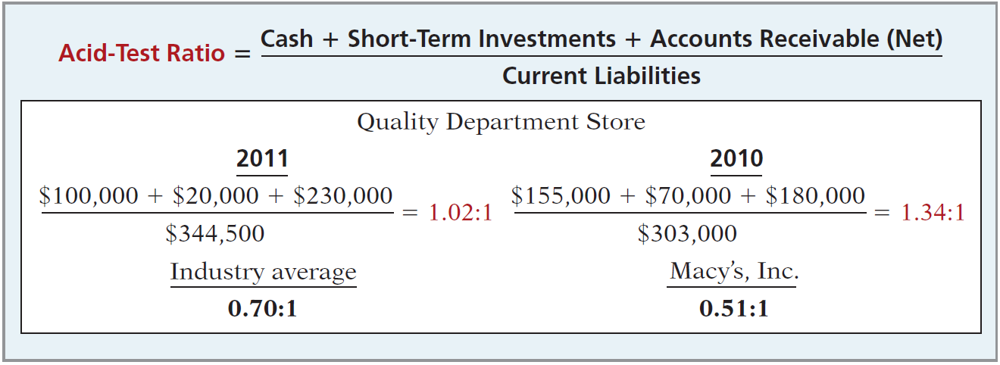 Acid-Test Ratio = Cash + Short-Term Investments + Accounts Receivable (Net)
Current Liabilities
Quality Department Store
2011
$100,000 + $20,000 + $230,000 = 1.02:1
$344,500
2010
$155,000 + $70,000 + $180,000 = 1.34:1
$303,000
Industry average
0.70:1
Macy’s, Inc.
0.51:1